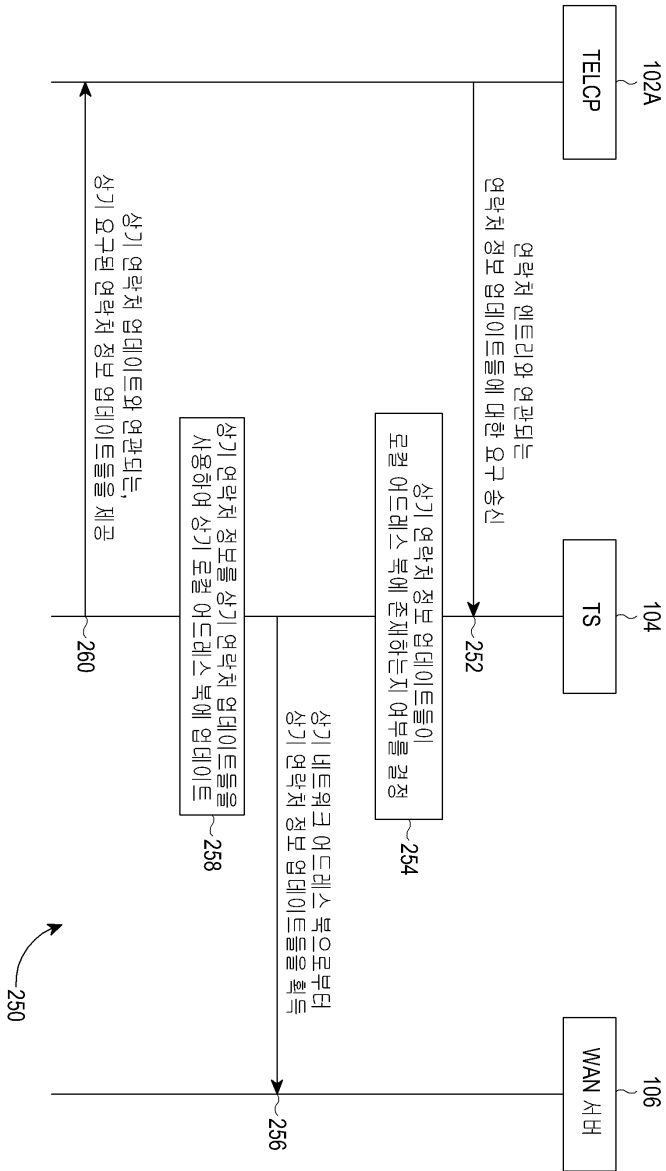 102A
104
106
TELCP
TS
WAN 서버
연락처 엔트리와 연관되는
연락처 정보 업데이트들에 대한 요구 송신
252
상기 연락처 정보 업데이트들이
로컬 어드레스 북에 존재하는지 여부를 결정
254
상기 네트워크 어드레스 북으로부터
상기 연락처 정보 업데이트들을 획득
256
상기 연락처 정보를 상기 연락처 업데이트들을
사용하여 상기 로컬 어드레스 북에 업데이트
258
상기 연락처 업데이트와 연관되는,
상기 요구된 연락처 정보 업데이트들을 제공
260
250